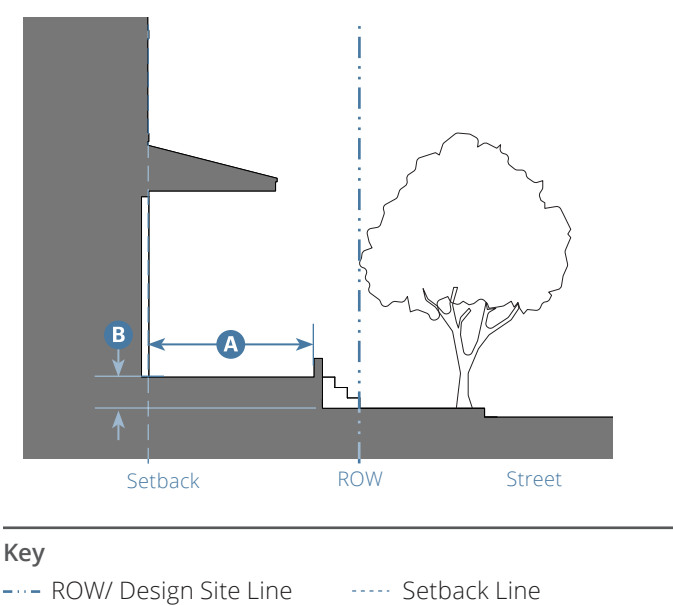 B
A
Setback ROW Street
Key
ROW/ Design Site Line Setback Line